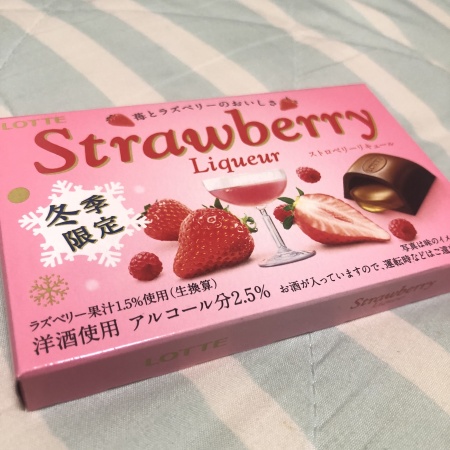 LOTTE
苺とラズベリーのおいしさ
Strawberry
Liqueur
ストロベリーリキュール
冬季
限定
写真は味のイメ
ラズベリー果汁1.5%使用(生換算)
洋酒使用 アルコール分2.5%
お酒が入っていますので、運転時などはご遠
LOTTE
Strawberry